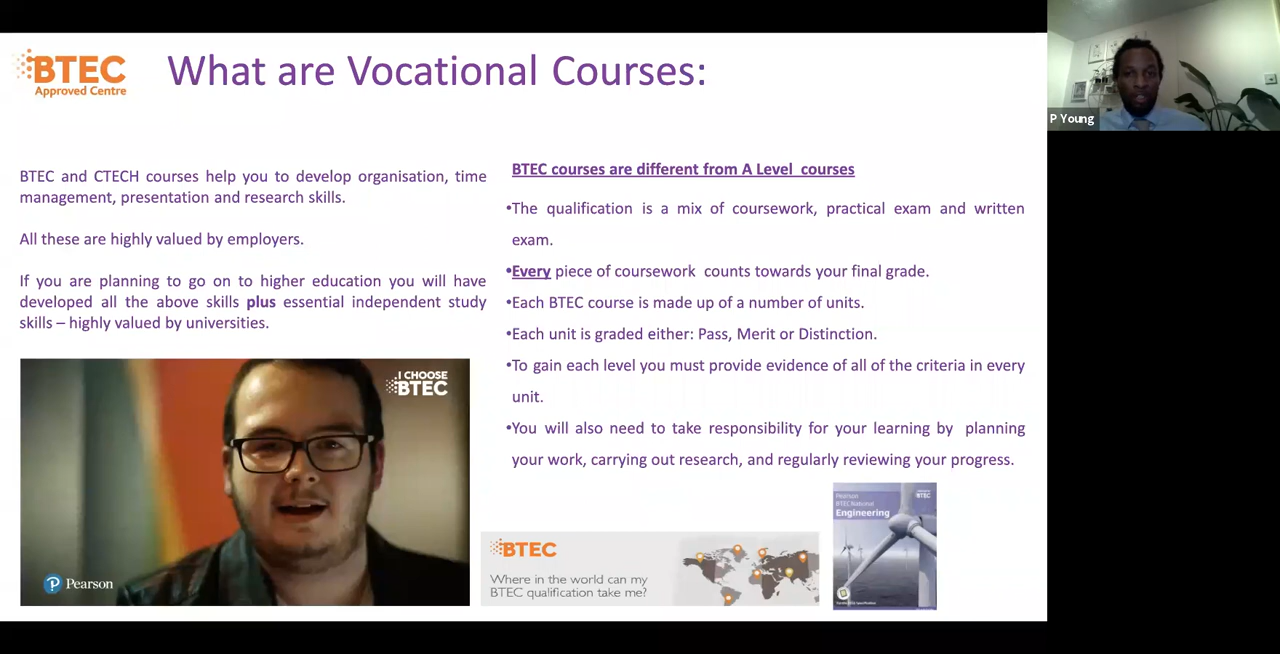 BTEC
Approved Centre
What are Vocational Courses:
P Young
BTEC and CTECH courses help you to develop organisation, time
management, presentation and research skills.
All these are highly valued by employers.
If you are planning to go on to higher education you will have
developed all the above skills plus essential independent study
skills – highly valued by universities.
BTEC courses are different from A Level courses
•The qualification is a mix of coursework, practical exam and written
exam.
•Every piece of coursework counts towards your final grade.
•Each BTEC course is made up of a number of units.
•Each unit is graded either: Pass, Merit or Distinction.
•To gain each level you must provide evidence of all of the criteria in every
unit.
•You will also need to take responsibility for your learning by planning
your work, carrying out research, and regularly reviewing your progress.
I CHOOSE
BTEC
Pearson
BTEC
Where in the world can my
BTEC qualification take me?
Pearson
BTEC National
Engineering
BTEC